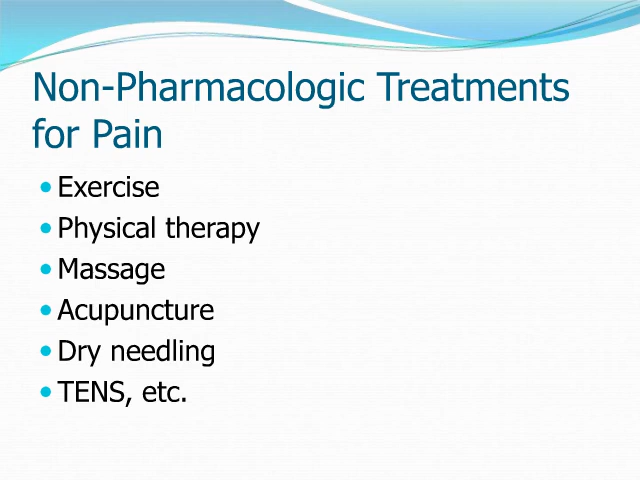 Non-Pharmacologic Treatments
for Pain
• Exercise
• Physical therapy
• Massage
• Acupuncture
• Dry needling
• TENS, etc.